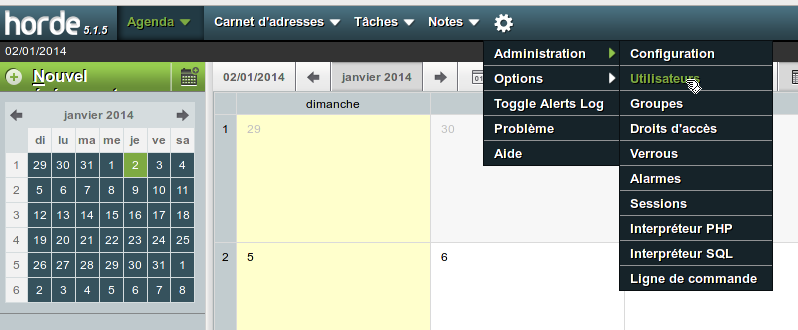 horde 5.1.5
Agenda Carnet d'adresses Tâches Notes
02/01/2014
Nouvel
02/01/2014 janvier 2014
Administration
Options
Toggle Alerts Log
Problème
Aide
Configuration
Utilisateurs
Groupes
Droits d'accès
Verrous
Alarmes
Sessions
Interpréteur PHP
Interpréteur SQL
Ligne de commande
janvier 2014
di lu ma me je ve sa
1 29 30 31 1 2 3 4
2 5 6 7 8 9 10 11
3 12 13 14 15 16 17 18
4 19 20 21 22 23 24 25
5 26 27 28 29 30 31 1
6 2 3 4 5 6 7 8
dimanche
1 29 30
2 5 6